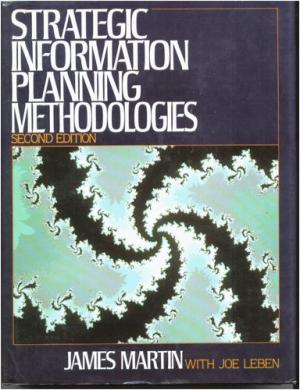 STRATEGIC
INFORMATION
PLANNING
METHODOLOGIES
SECOND EDITION
JAMES MARTIN WITH JOE LEBEN